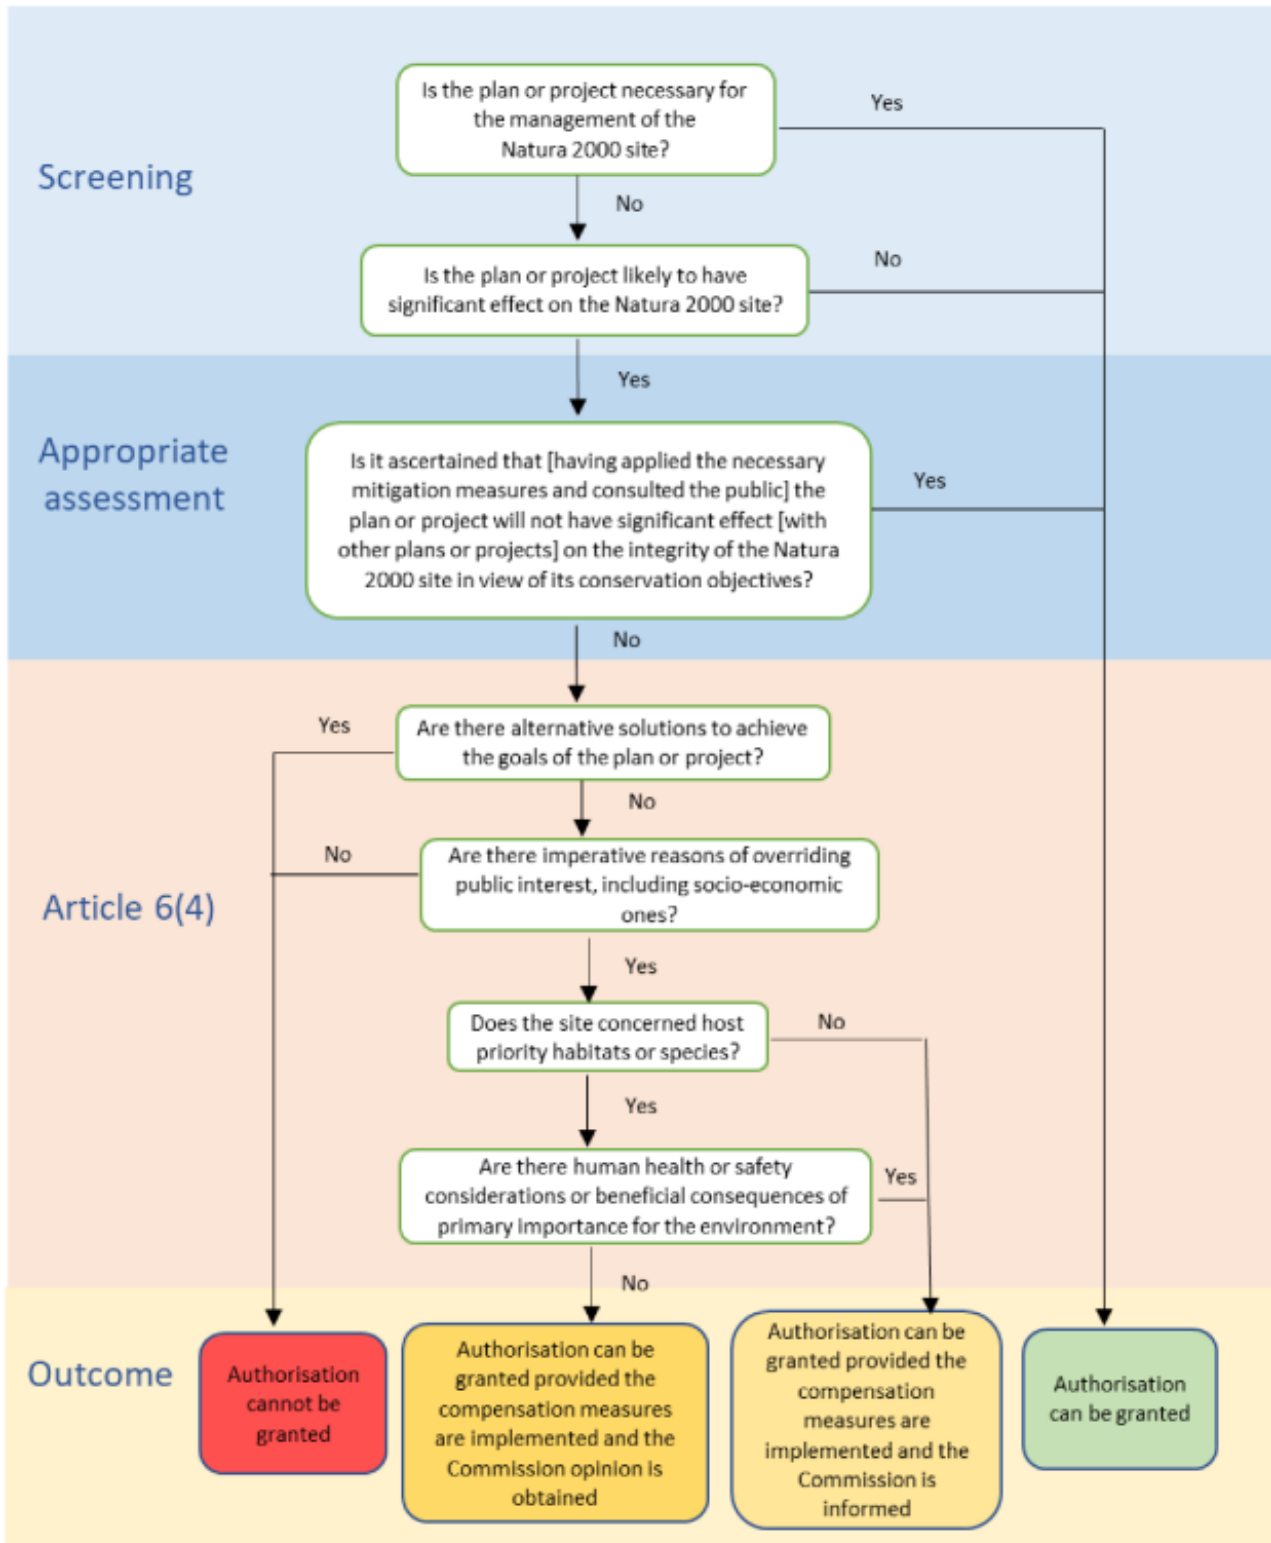 Is the plan or project necessary for
the management of the
Natura 2000 site?
Yes
Screening
No
Is the plan or project likely to have
significant effect on the Natura 2000 site?
No
Yes
Appropriate
assessment
Is it ascertained that [having applied the necessary
mitigation measures and consulted the public] the
plan or project will not have significant effect [with
other plans or projects] on the integrity of the Natura
2000 site in view of its conservation objectives?
Yes
No
Are there alternative solutions to achieve
the goals of the plan or project?
Yes
No
Are there imperative reasons of overriding
public interest, including socio-economic
ones?
No
Article 6(4)
Yes
Does the site concerned host
priority habitats or species?
No
Yes
Are there human health or safety
considerations or beneficial consequences of
primary importance for the environment?
Yes
No
Outcome
Authorisation
cannot be
granted
Authorisation can be
granted provided the
compensation measures
are implemented and the
Commission opinion is
obtained
Authorisation can be
granted provided the
compensation
measures are
implemented and the
Commission is
informed
Authorisation
can be granted